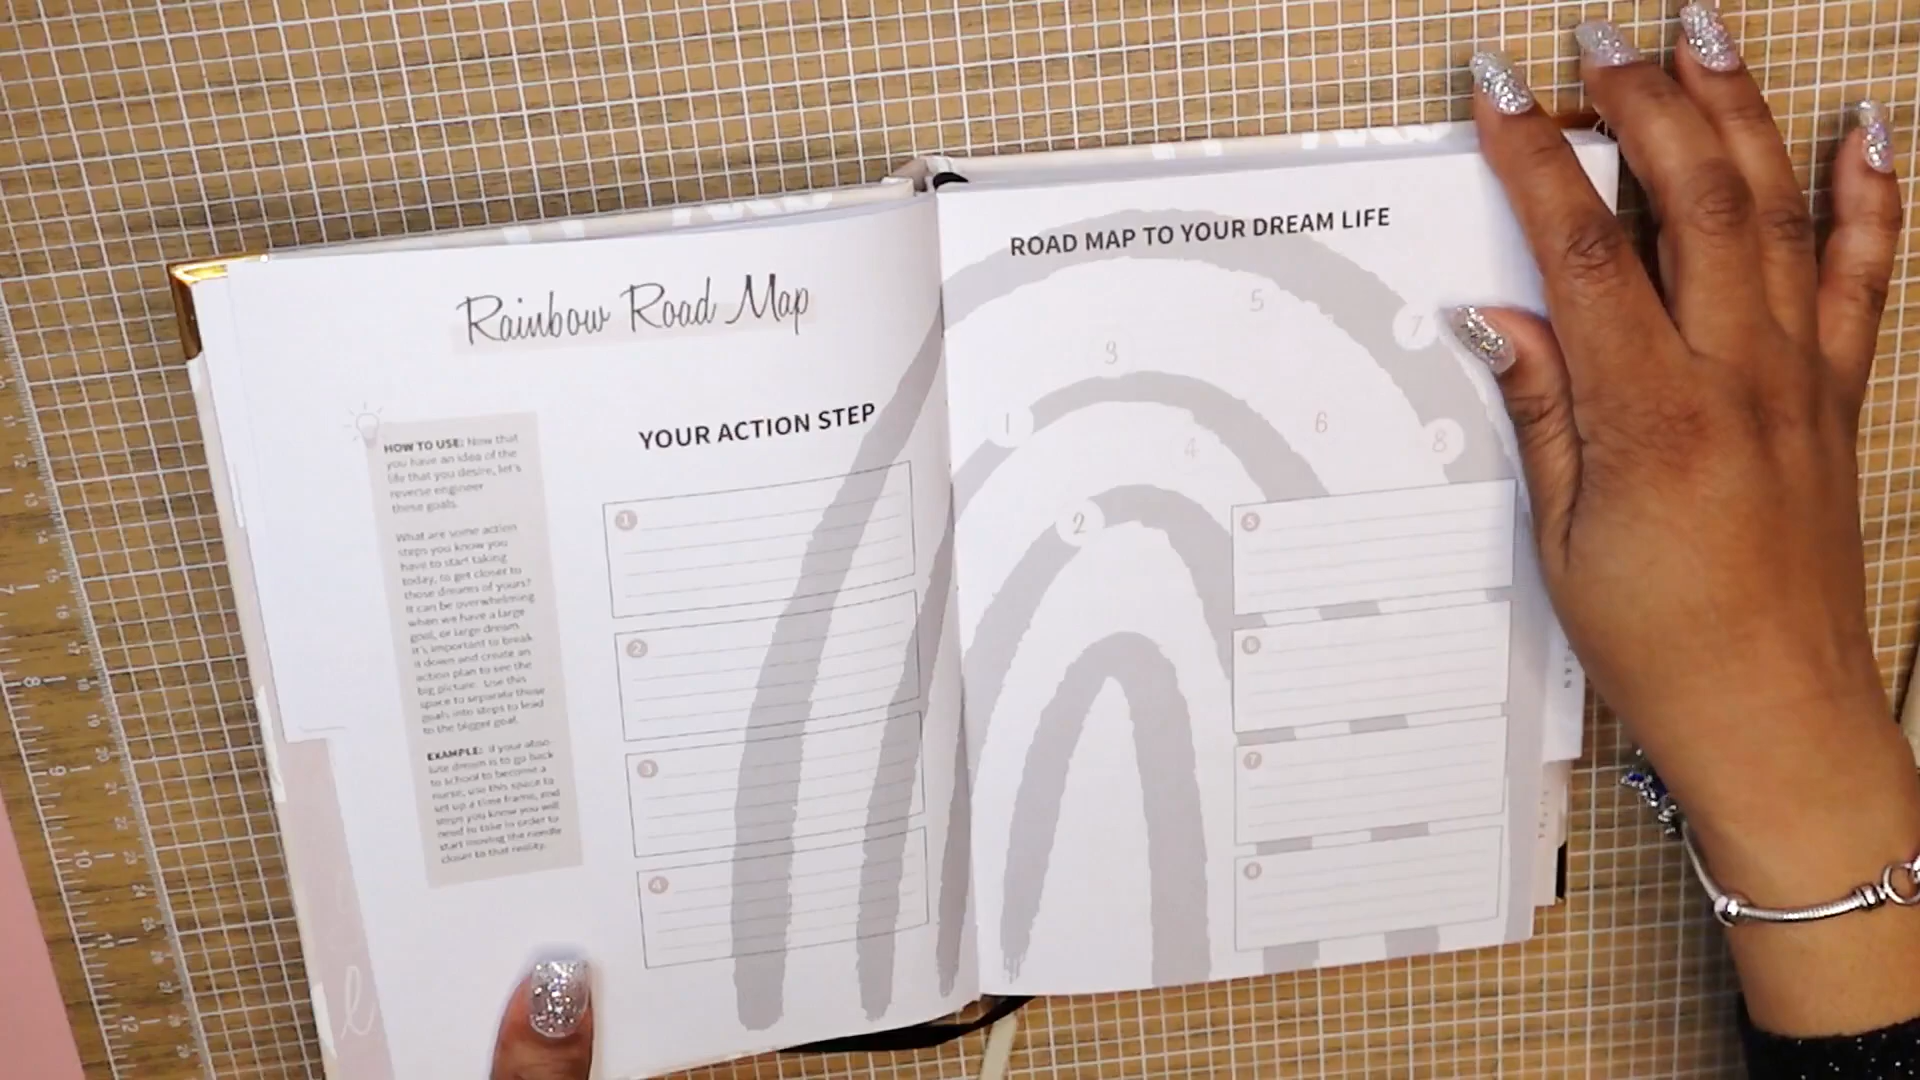 Rainbow Road Map
HOW TO USE: Now that
you have an idea of the
life that you desire, let's
reverse engineer
these goals.
What are some action
steps you know you
have to start taking
today, to get closer to
those dreams of yours?
It can be overwhelming
when we have a large
goal, or large dream
it's important to break
it down and create an
action plan to see the
big picture. Use this
space to separate those
goals into steps to lead
to the bigger goal.
EXAMPLE: if your abso-
lute dream is to go back
to school to become a
nurse, use this space to
set up a time frame, and
steps you know you will
need to take in order to
start moving the needle
closer to that reality.
YOUR ACTION STEP
1
2
3
4
ROAD MAP TO YOUR DREAM LIFE
5
7
3
1
6
8
4
2
5
6
7
8
7
8
9
10
11
12